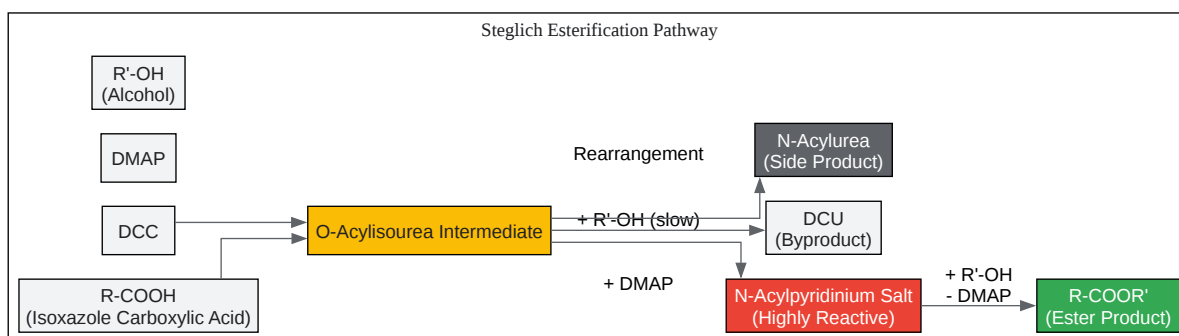 Steglich Esterification Pathway
R'-OH
(Alcohol)
DMAP
DCC
R-COOH
(Isoxazole Carboxylic Acid)
O-Acylisourea Intermediate
Rearrangement
+ R'-OH (slow)
+ DMAP
N-Acylurea
(Side Product)
DCU
(Byproduct)
N-Acylpyridinium Salt
(Highly Reactive)
+ R'-OH
- DMAP
R-COOR'
(Ester Product)